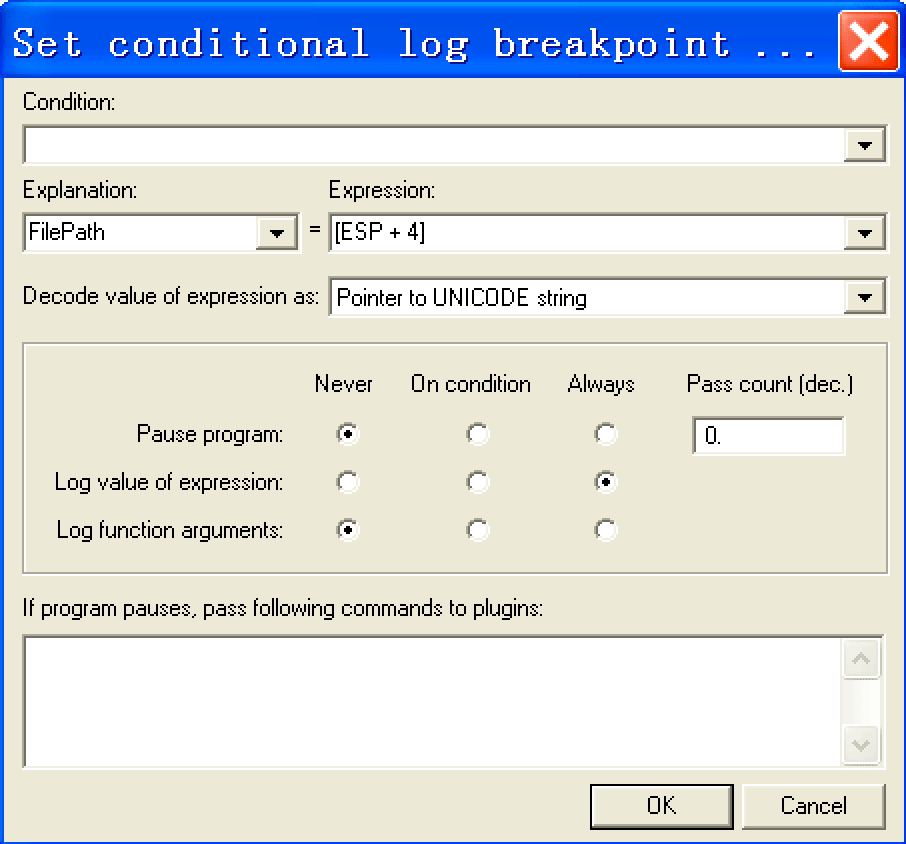 Set conditional log breakpoint ...
Condition:
Explanation: Expression:
FilePath = [ESP + 4]
Decode value of expression as: Pointer to UNICODE string
Never On condition Always Pass count (dec.)
Pause program: 0.
Log value of expression:
Log function arguments:
If program pauses, pass following commands to plugins:
OK Cancel